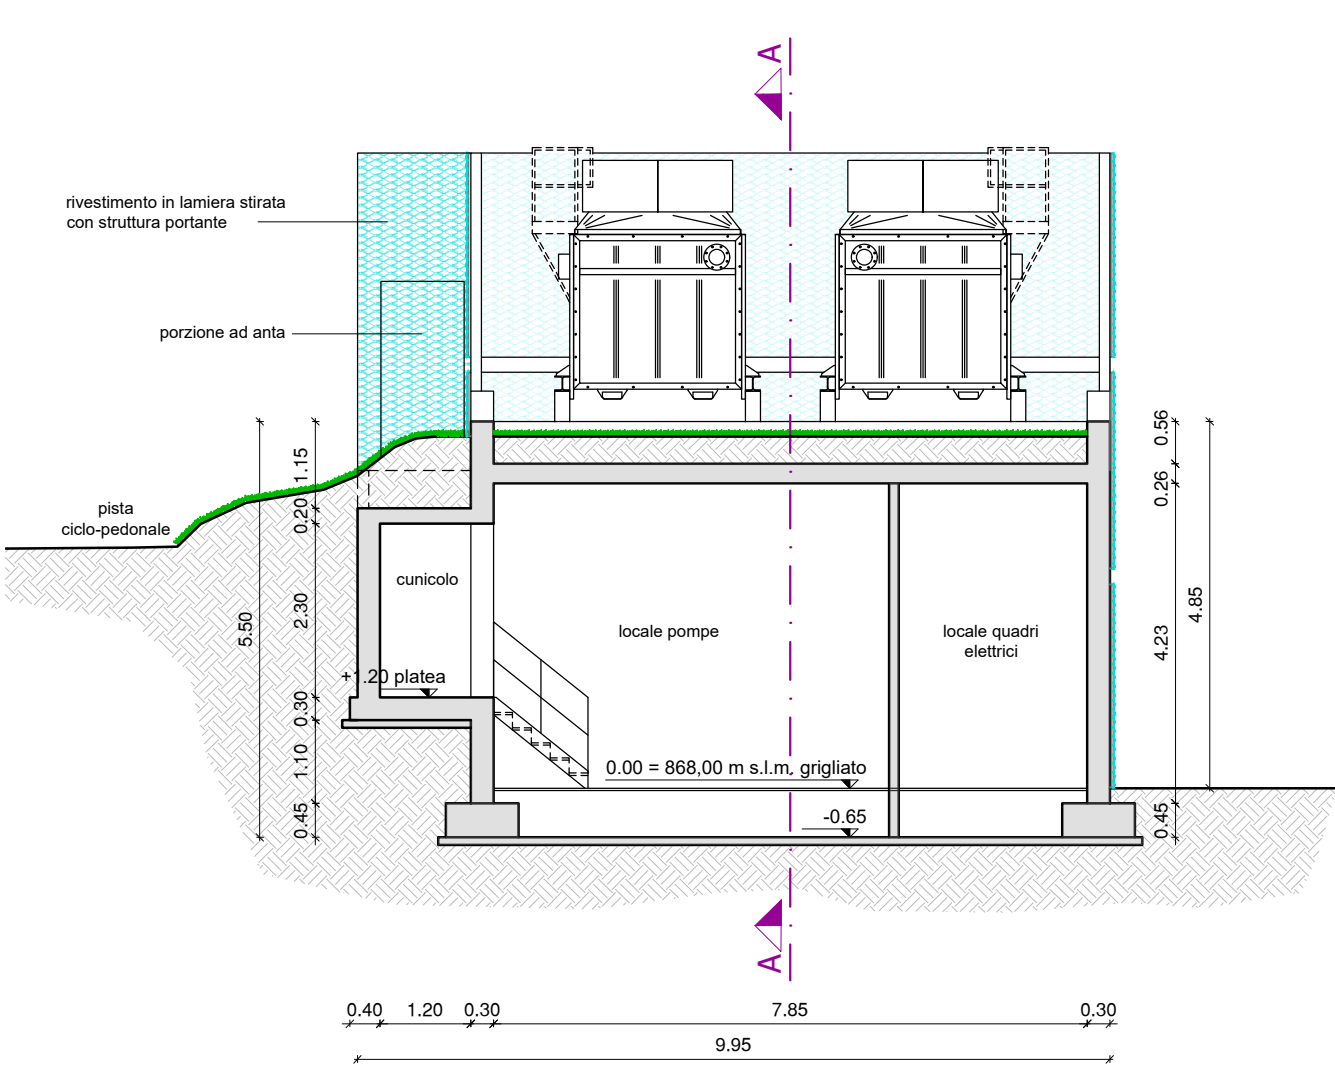 A
rivestimento in lamiera stirata
con struttura portante
porzione ad anta
0.56
1.15
0.26
pista
ciclo-pedonale
0.20
cunicolo
5.50
2.30
locale pompe
locale quadri
elettrici
4.23
4.85
+1.20 platea
0.30
1.10
0.00 = 868,00 m s.l.m. grigliato
-0.65
0.45
0.45
A
0.40 1.20 0.30 7.85 0.30
9.95